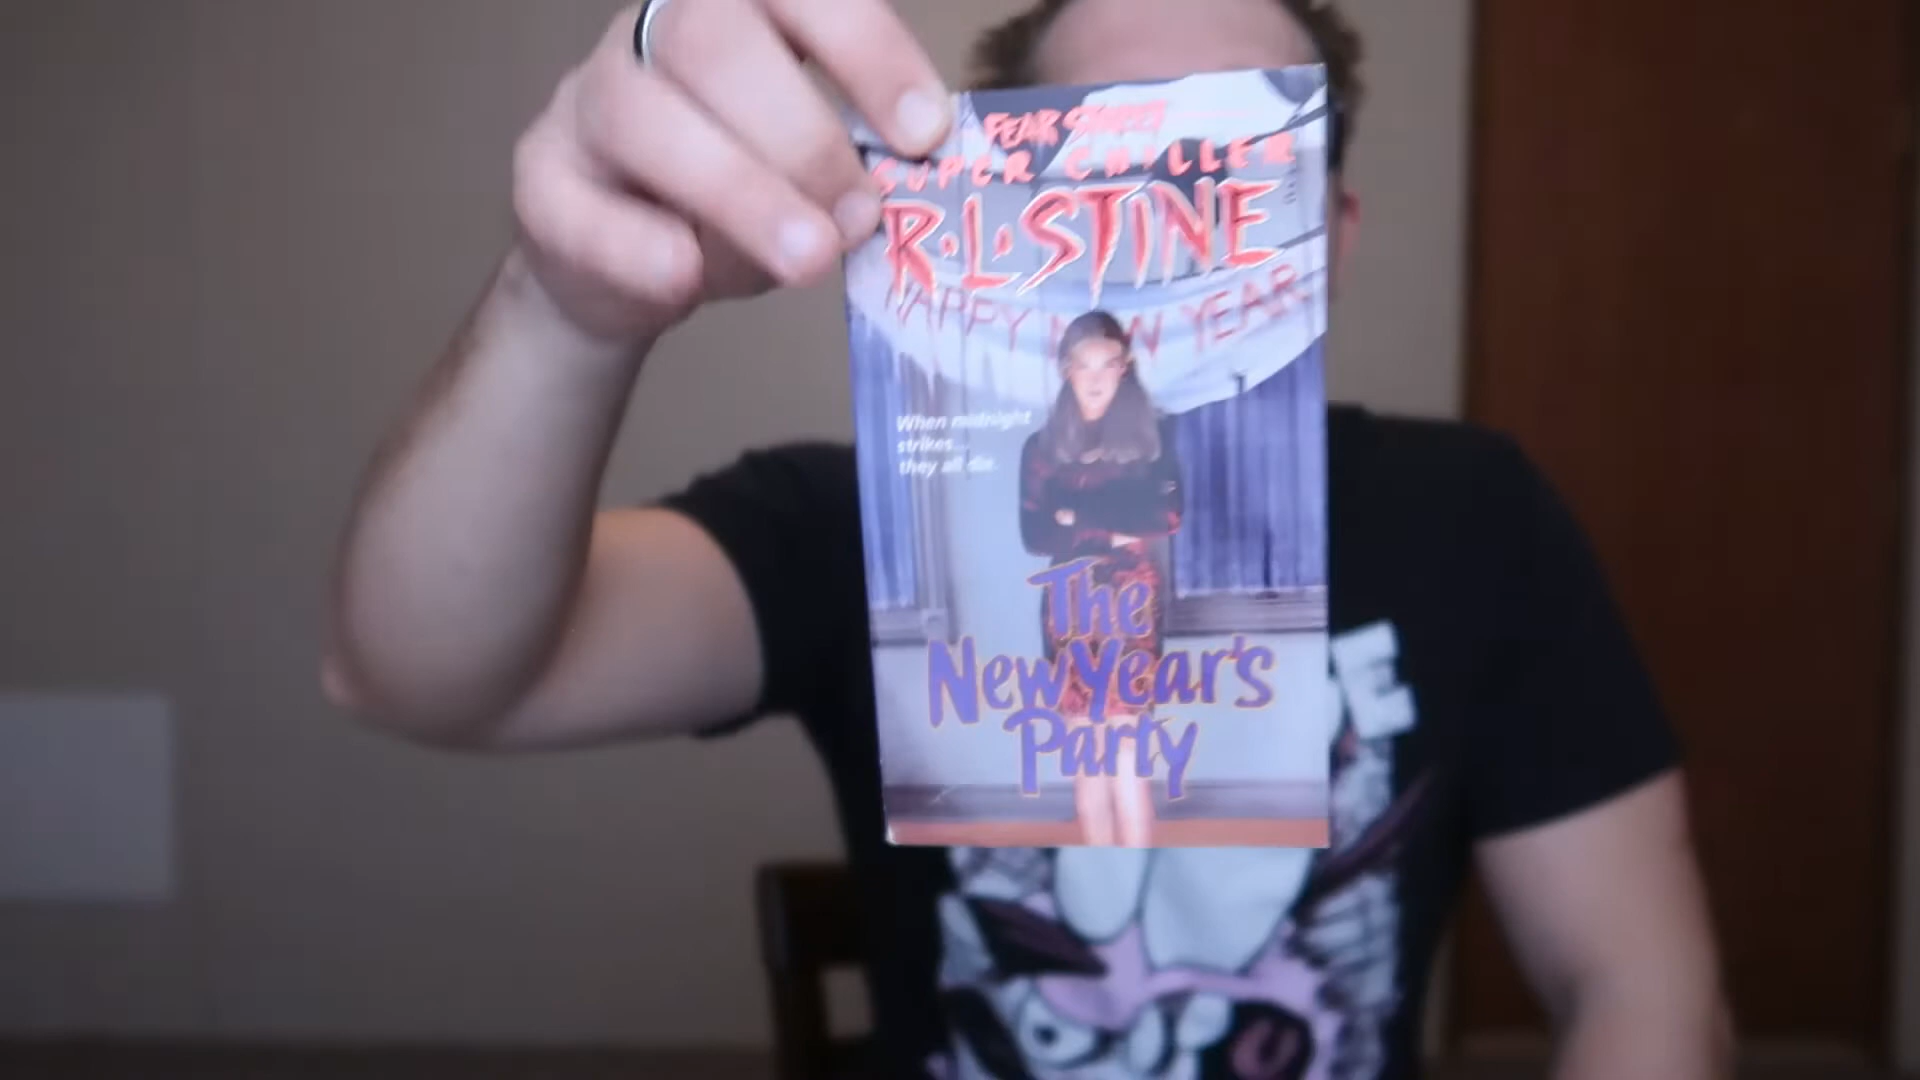 FEAR STREET
SUPER CHILLER
R.L. STINE
HAPPY NEW YEAR
When midnight
strikes...
they all die.
The
New Year's
Party
E